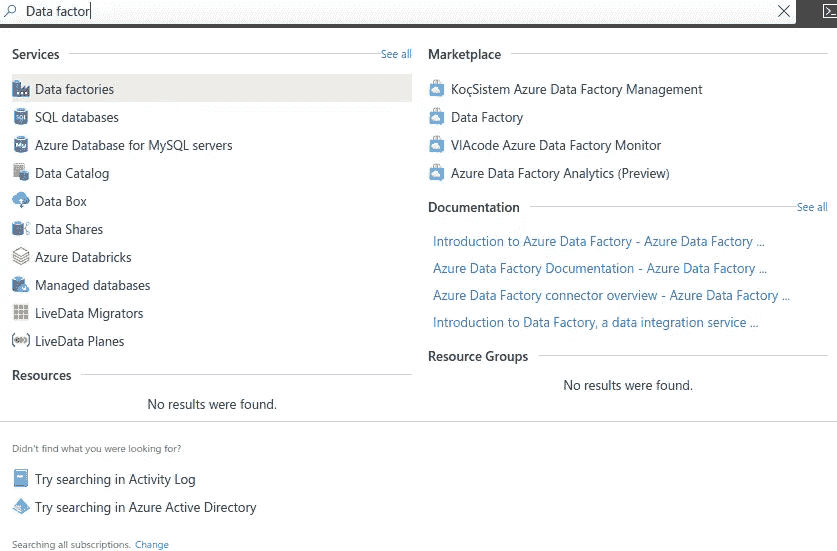 Data factor
Services
See all
Data factories
SQL databases
Azure Database for MySQL servers
Data Catalog
Data Box
Data Shares
Azure Databricks
Managed databases
LiveData Migrators
LiveData Planes
Resources
No results were found.
Marketplace
KoçSistem Azure Data Factory Management
Data Factory
VIAcode Azure Data Factory Monitor
Azure Data Factory Analytics (Preview)
Documentation
See all
Introduction to Azure Data Factory - Azure Data Factory ...
Azure Data Factory Documentation - Azure Data Factory ...
Azure Data Factory connector overview - Azure Data Factory ...
Introduction to Data Factory, a data integration service ...
Resource Groups
No results were found.
Didn't find what you were looking for?
Try searching in Activity Log
Try searching in Azure Active Directory
Searching all subscriptions. Change